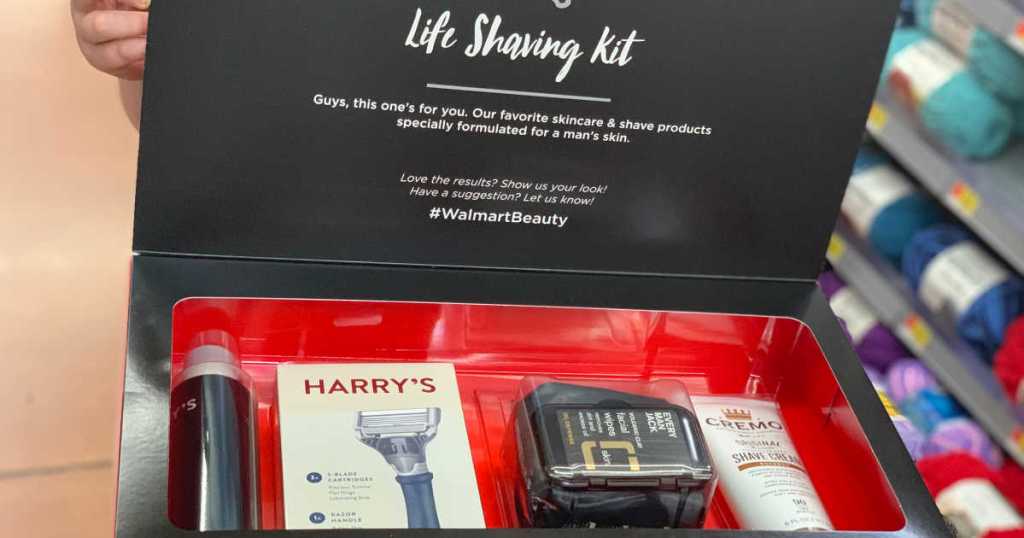 Life Shaving Kit
Guys, this one's for you. Our favorite skincare & shave products
specially formulated for a man's skin.
Love the results? Show us your look!
Have a suggestion? Let us know!
#WalmartBeauty
HARRY'S
5-BLADE
CARTRIDGES
RAZOR
HANDLE
EVERY
MAN
JACK
facial
wipes
skin
CREMO
ORIGINAL
SHAVE CREAM